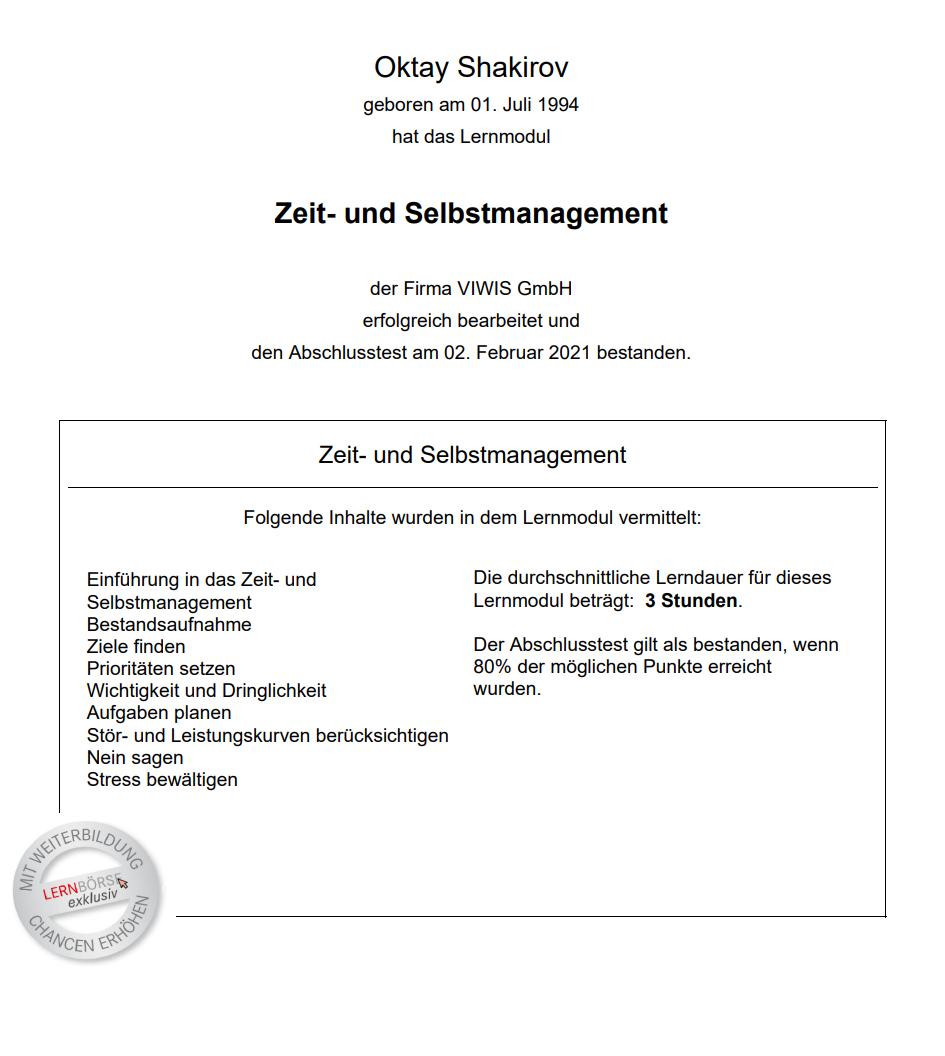 Oktay Shakirov
geboren am 01. Juli 1994
hat das Lernmodul
Zeit- und Selbstmanagement
der Firma VIWIS GmbH
erfolgreich bearbeitet und
den Abschlusstest am 02. Februar 2021 bestanden.
Zeit- und Selbstmanagement
Folgende Inhalte wurden in dem Lernmodul vermittelt:
Einführung in das Zeit- und
Selbstmanagement
Bestandsaufnahme
Ziele finden
Prioritäten setzen
Wichtigkeit und Dringlichkeit
Aufgaben planen
Stör- und Leistungskurven berücksichtigen
Nein sagen
Stress bewältigen
Die durchschnittliche Lerndauer für dieses
Lernmodul beträgt: 3 Stunden.
Der Abschlusstest gilt als bestanden, wenn
80% der möglichen Punkte erreicht
wurden.
MIT WEITERBILDUNG
LERNBÖRSE
exklusiv
CHANCEN ERHÖHEN